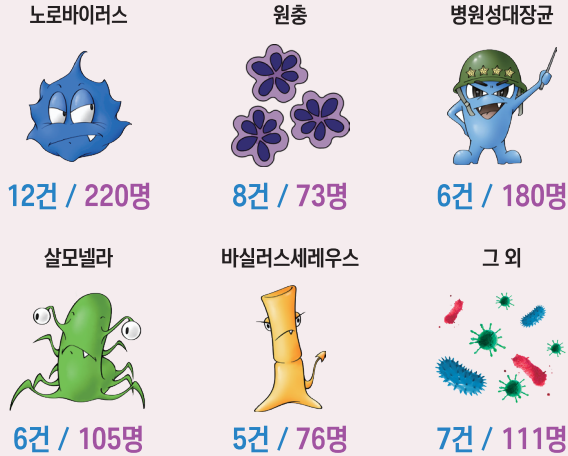 노로바이러스
원충
병원성대장균
12건 / 220명
8건 / 73명
6건 / 180명
살모넬라
바실러스세레우스
그 외
6건 / 105명
5건 / 76명
7건 / 111명